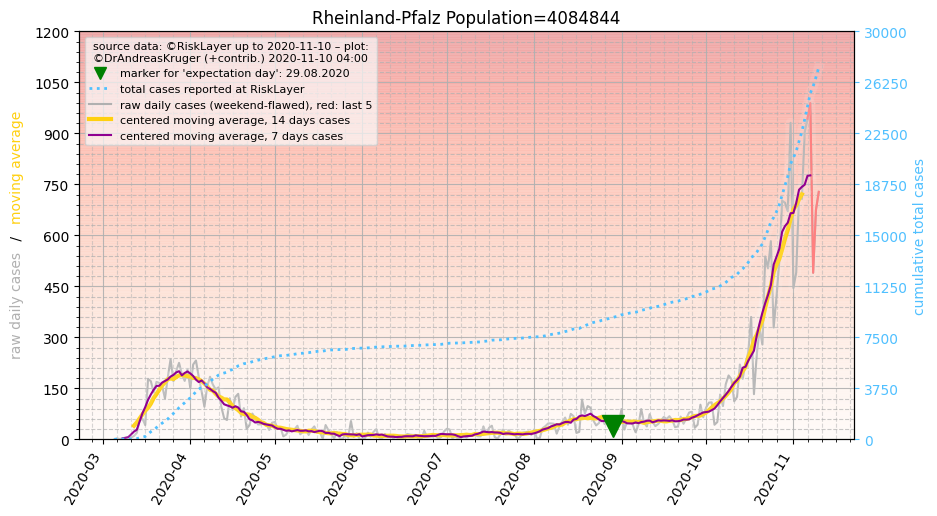 Rheinland-Pfalz Population=4084844
source data: ©RiskLayer up to 2020-11-10 – plot:
©DrAndreasKruger (+contrib.) 2020-11-10 04:00
marker for 'expectation day': 29.08.2020
total cases reported at RiskLayer
raw daily cases (weekend-flawed), red: last 5
centered moving average, 14 days cases
centered moving average, 7 days cases
raw daily cases / moving average
1200
1050
900
750
600
450
300
150
0
30000
26250
22500
18750
15000
11250
7500
3750
0
cumulative total cases
2020-03
2020-04
2020-05
2020-06
2020-07
2020-08
2020-09
2020-10
2020-11